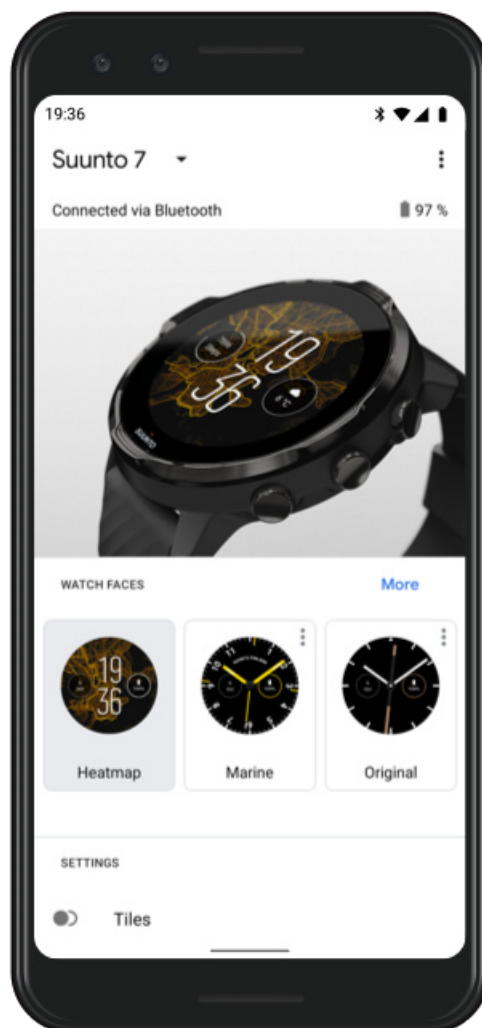 19:36
Suunto 7
Connected via Bluetooth
97 %
19
36
SUUNTO
WATCH FACES
More
19
36
Heatmap
Marine
Original
SETTINGS
Tiles